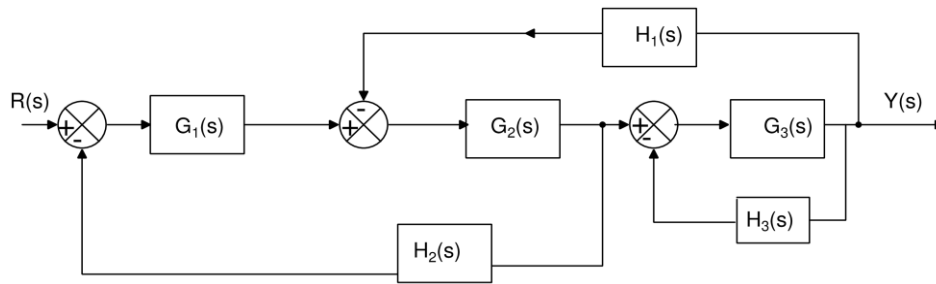 H₁(s)
R(s)
Y(s)
-
+
-
G₁(s)
+
G₂(s)
+
-
G₃(s)
H₃(s)
H₂(s)